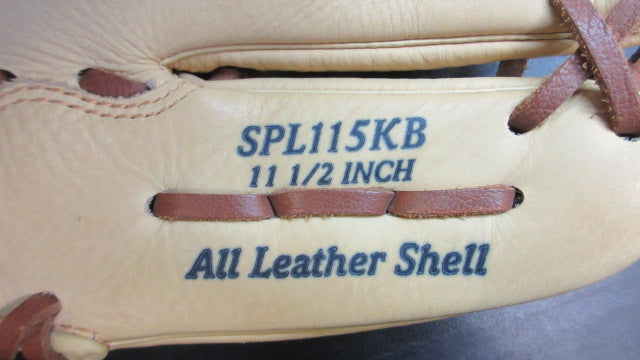 SPL115KB
11 1/2 INCH
All Leather Shell